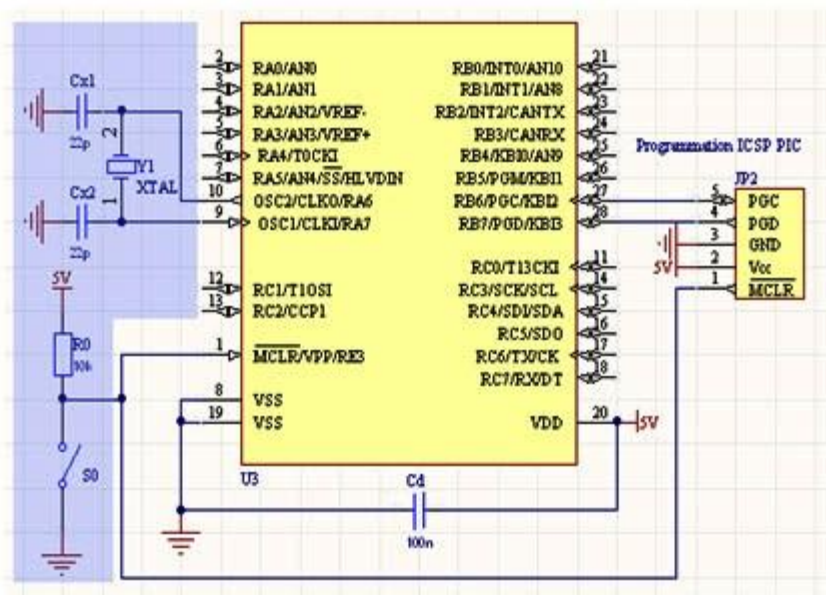 Cx1
22p
2
Y1
XTAL
1
Cx2
22p
5V
R0
10k
S0
2 RA0/AN0
3 RA1/AN1
4 RA2/AN2/VREF-
5 RA3/AN3/VREF+
6 RA4/T0CKI
7 RA5/AN4/SS/HLVDIN
10 OSC2/CLKO/RA6
9 OSC1/CLKI/RA7
12 RC1/T1OSI
13 RC2/CCP1
1 MCLR/VPP/RE3
8 VSS
19 VSS
RB0/INT0/AN10 21
RB1/INT1/AN8
RB2/INT2/CANTX
RB3/CANRX
RB4/KBI0/AN9
RB5/PGM/KBI1
RB6/PGC/KBI2 27
RB7/PGD/KBI3 28
RC0/T13CKI 11
RC3/SCK/SCL 14
RC4/SDI/SDA 15
RC5/SDO 16
RC6/TX/CK 17
RC7/RX/DT 18
VDD 20
5V
U3
Cd
100n
Programmation ICSP PIC
JP2
5 PGC
4 PGD
3 GND
5V
2 Vcc
1 MCLR